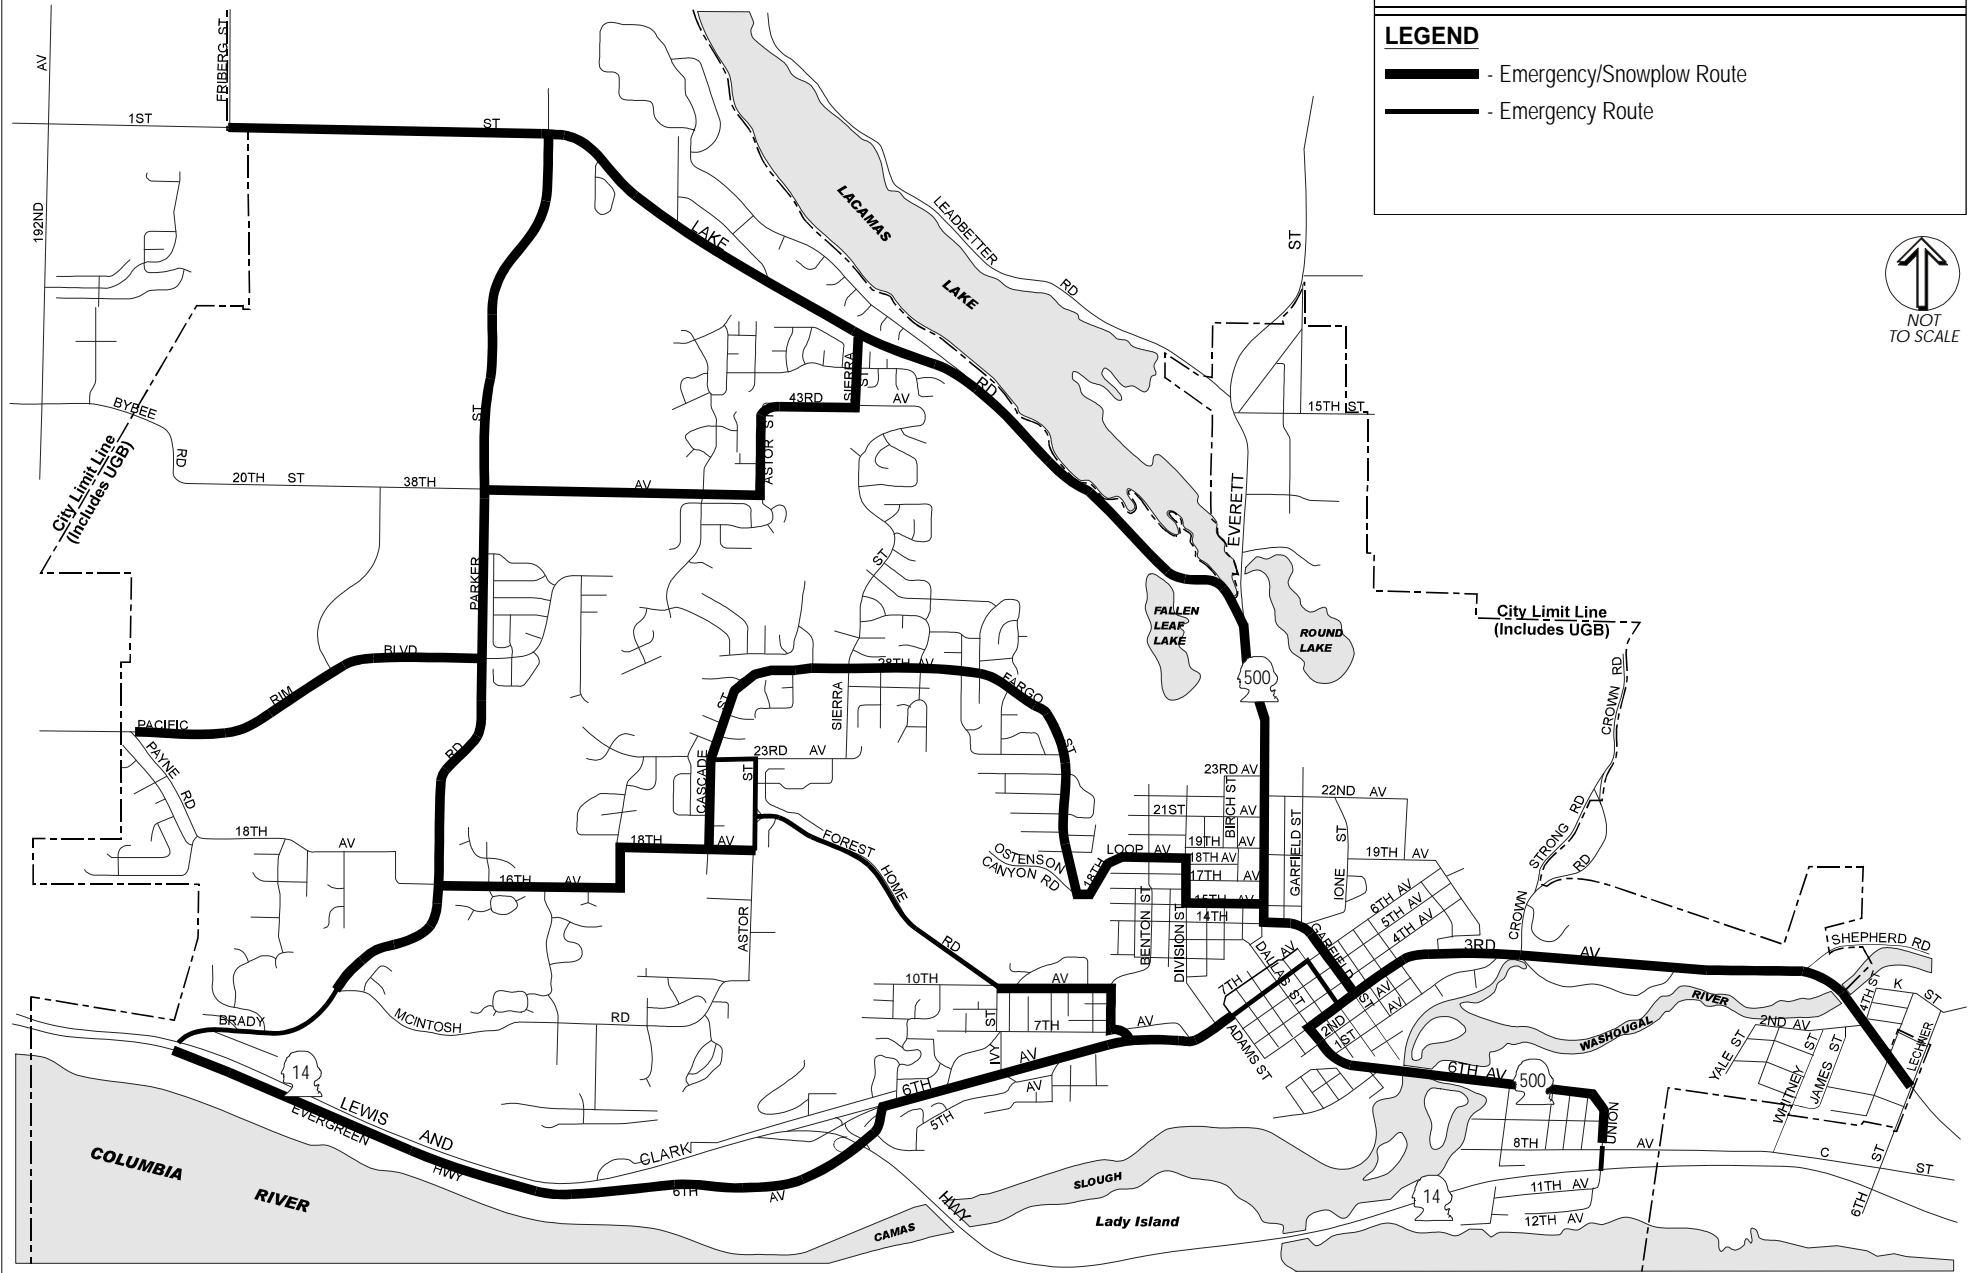 LEGEND
- Emergency/Snowplow Route
- Emergency Route
NOT
TO SCALE
AV
FRIBERG ST
1ST
ST
192ND
LAKE
RD
LACAMAS
LAKE
LEADBETTER
RD
ST
BYBEE
RD
City Limit Line
(Includes UGB)
20TH ST
38TH
AV
ST
43RD
AV
SIERRA
ST
ASTOR ST
15TH ST
EVERETT
PARKER
ST
FALLEN
LEAF
LAKE
ROUND
LAKE
City Limit Line
(Includes UGB)
CROWN RD
500
BLVD
RIM
PACIFIC
PAYNE
RD
RD
28TH AV
FARGO
ST
SIERRA
ST
CASCADE
23RD AV
ST
18TH
AV
18TH
AV
16TH AV
FOREST
HOME
RD
ASTOR
OSTENSON
CANYON RD
18TH
LOOP AV
23RD AV
BIRCH ST
21ST
AV
19TH AV
18TH AV
17TH AV
15TH AV
14TH
GARFIELD ST
22ND AV
IONE ST
19TH AV
6TH AV
5TH AV
4TH AV
STRONG RD
RD
CROWN
BENTON ST
DIVISION ST
DALLAS ST
GARFIELD
ST
7TH AV
ADAMS ST
2ND AV
1ST AV
3RD
AV
SHEPHERD RD
4TH ST
K
ST
LECHNER
RIVER
WASHOUGAL
2ND AV
YALE ST
WHITNEY ST
JAMES ST
10TH
AV
IVY ST
7TH
AV
BRADY
MCINTOSH
RD
14
LEWIS
AND
CLARK
HWY
EVERGREEN
HWY
6TH
AV
5TH
AV
6TH
AV
6TH AV
500
UNION
8TH
AV
C
ST
6TH
ST
11TH AV
12TH AV
14
COLUMBIA
RIVER
CAMAS
SLOUGH
Lady Island